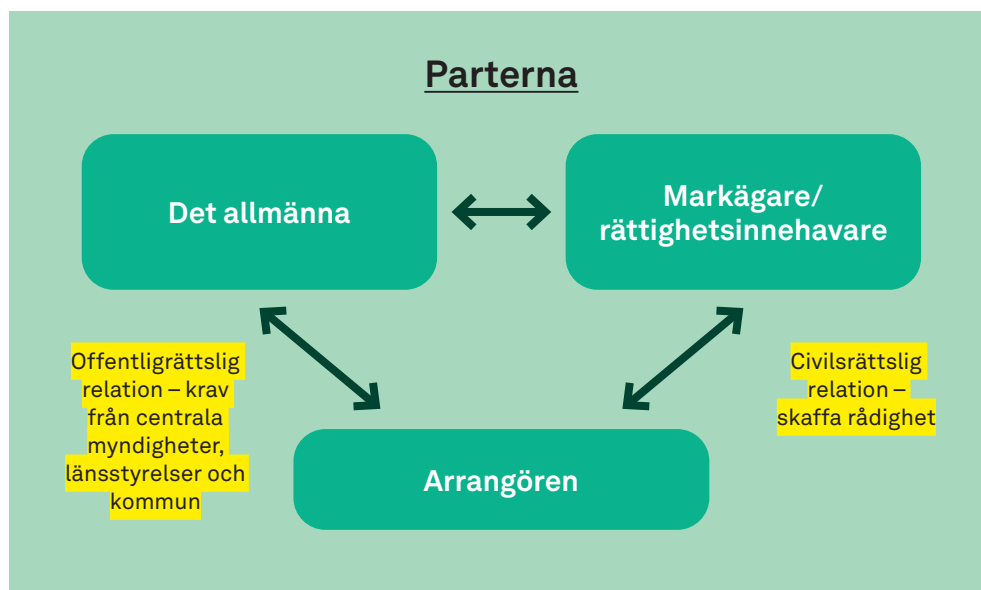 Parterna
Det allmänna
Markägare/
rättighetsinnehavare
Offentligrättslig
relation – krav
från centrala
myndigheter,
länsstyrelser och
kommun
Civilsrättslig
relation –
skaffa rådighet
Arrangören